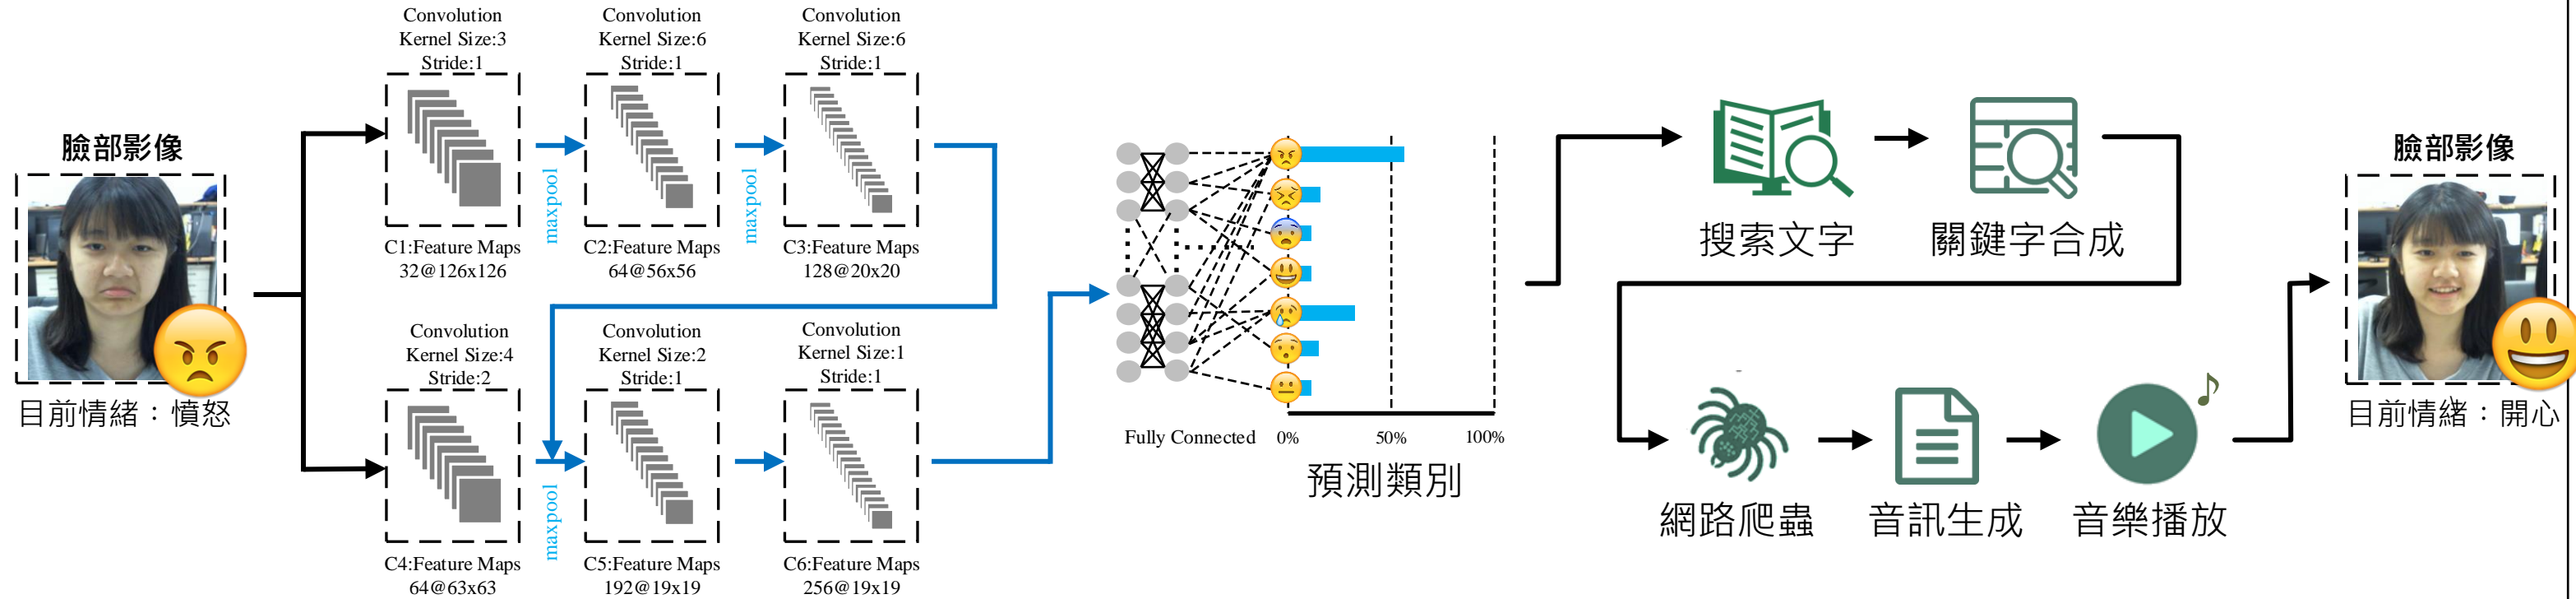 臉部影像
目前情緒：憤怒
Convolution
Kernel Size:3
Stride:1
C1:Feature Maps
32@126x126
maxpool
Convolution
Kernel Size:6
Stride:1
C2:Feature Maps
64@56x56
maxpool
Convolution
Kernel Size:6
Stride:1
C3:Feature Maps
128@20x20
Convolution
Kernel Size:4
Stride:2
C4:Feature Maps
64@63x63
maxpool
Convolution
Kernel Size:2
Stride:1
C5:Feature Maps
192@19x19
Convolution
Kernel Size:1
Stride:1
C6:Feature Maps
256@19x19
Fully Connected
0%
50%
100%
預測類別
搜索文字
關鍵字合成
網路爬蟲
音訊生成
音樂播放
臉部影像
目前情緒：開心